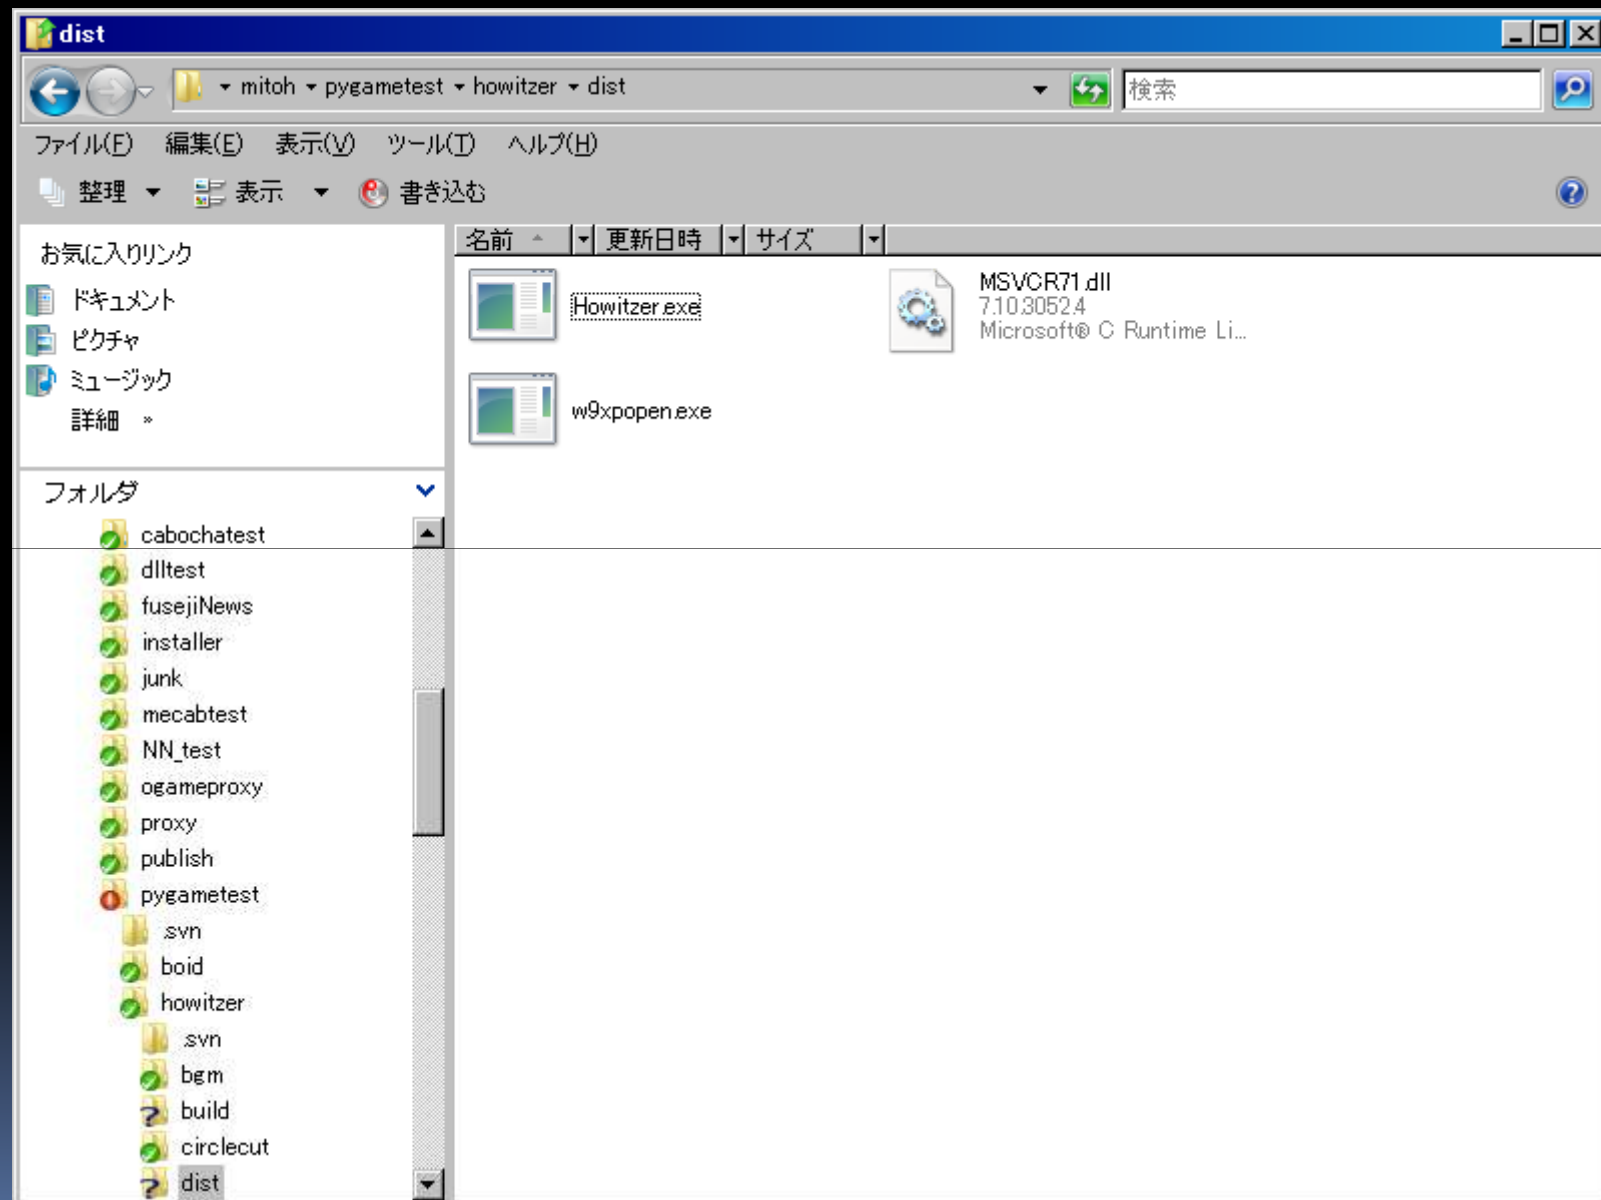 dist
mitoh pygametest howitzer dist
検索
ファイル(F) 編集(E) 表示(V) ツール(T) ヘルプ(H)
整理 表示 書き込む
お気に入りリンク
ドキュメント
ピクチャ
ミュージック
詳細 »
フォルダ
cabochatest
dlltest
fusejiNews
installer
junk
mecabtest
NN_test
ogameproxy
proxy
publish
pygametest
.svn
boid
howitzer
.svn
bgm
build
circlecut
dist
名前 更新日時 サイズ
Howitzer.exe
w9xpopen.exe
MSVCR71.dll
7.10.3052.4
Microsoft® C Runtime Li...